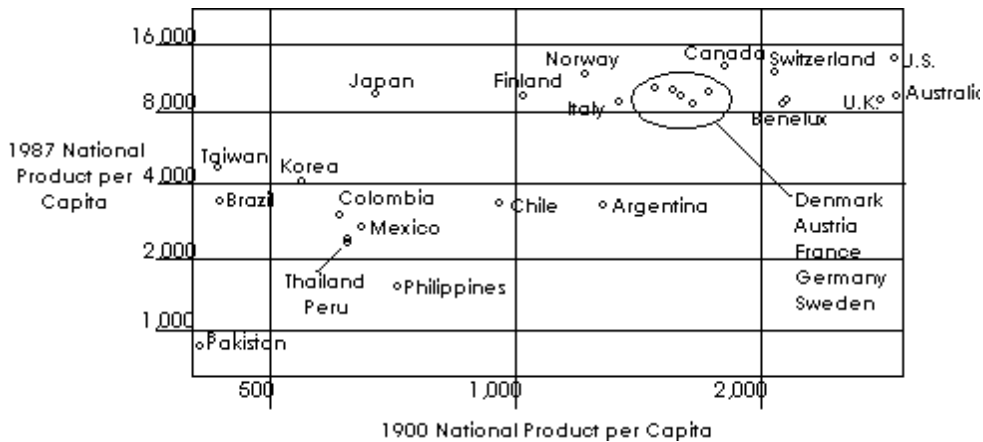 16,000
Canada
Norway
Switzerland
U.S.
Japan
Finland
Australia
Italy
U.K.
8,000
Benelux
1987 National
Product per
Capita
Taiwan
Korea
4,000
Brazil
Colombia
Chile
Argentina
Mexico
Denmark
Austria
France
Germany
Sweden
2,000
Thailand
Peru
Philippines
1,000
Pakistan
500
1,000
2,000
1900 National Product per Capita